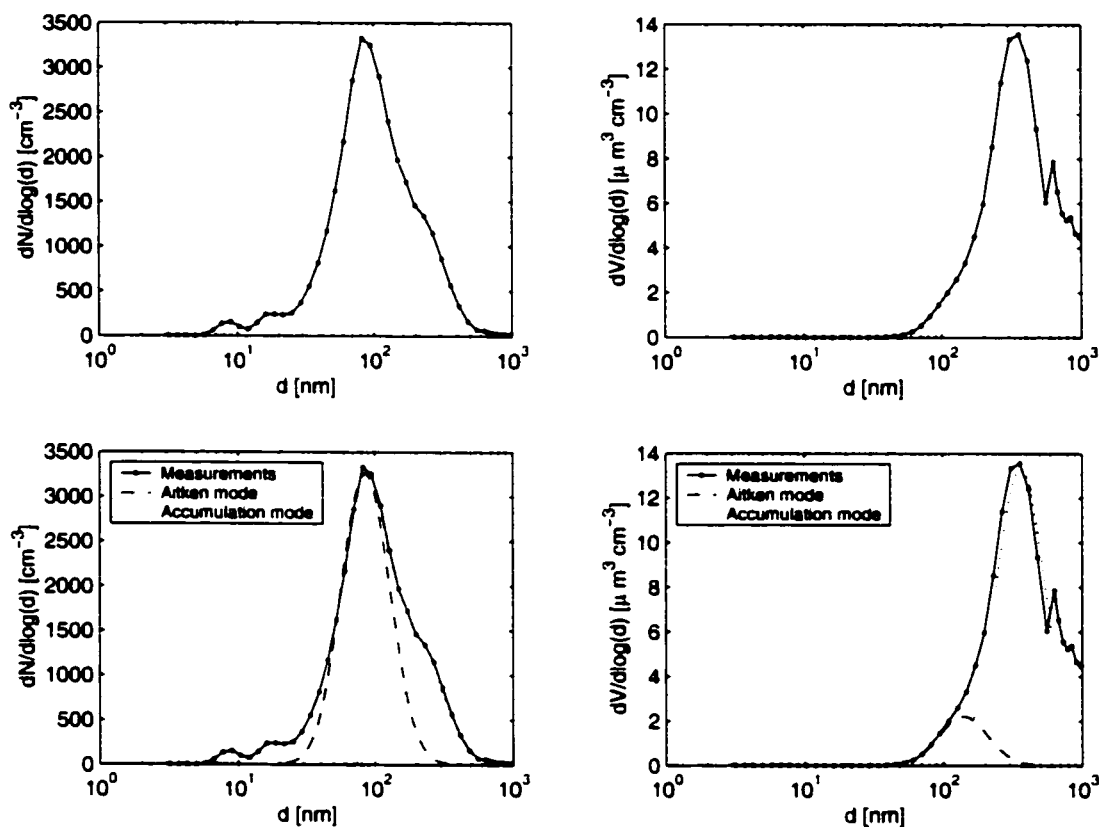 3500
3000
2500
2000
1500
1000
500
0
dN/dlog(d) [cm⁻³]
10⁰ 10¹ 10² 10³
d [nm]
14
12
10
8
6
4
2
0
dV/dlog(d) [μ m³ cm⁻³]
10⁰ 10¹ 10² 10³
d [nm]
3500
3000
2500
2000
1500
1000
500
0
dN/dlog(d) [cm⁻³]
Measurements
Aitken mode
Accumulation mode
10⁰ 10¹ 10² 10³
d [nm]
14
12
10
8
6
4
2
0
dV/dlog(d) [μ m³ cm⁻³]
Measurements
Aitken mode
Accumulation mode
10⁰ 10¹ 10² 10³
d [nm]